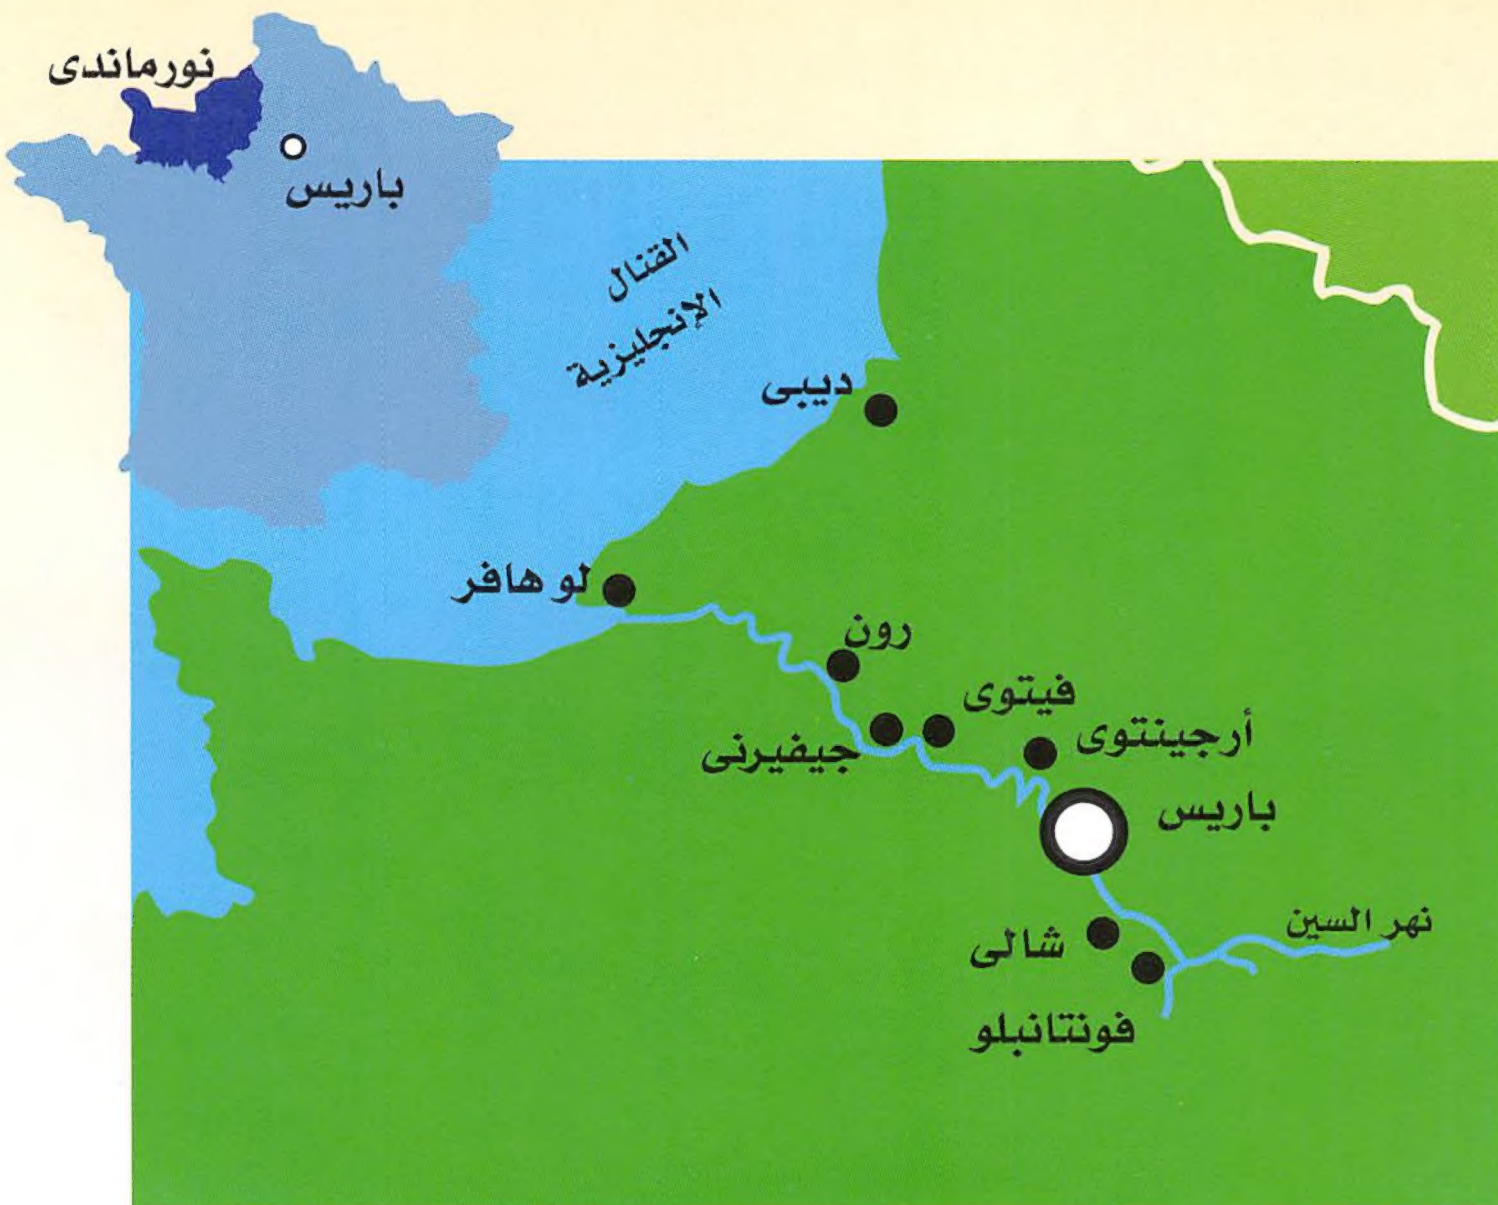 نورماندى
باريس
القنال
الإنجليزية
ديبى
لو هافر
رون
فيتوى
أرجينتوى
جيفيرنى
باريس
نهر السين
شالى
فونتانبلو